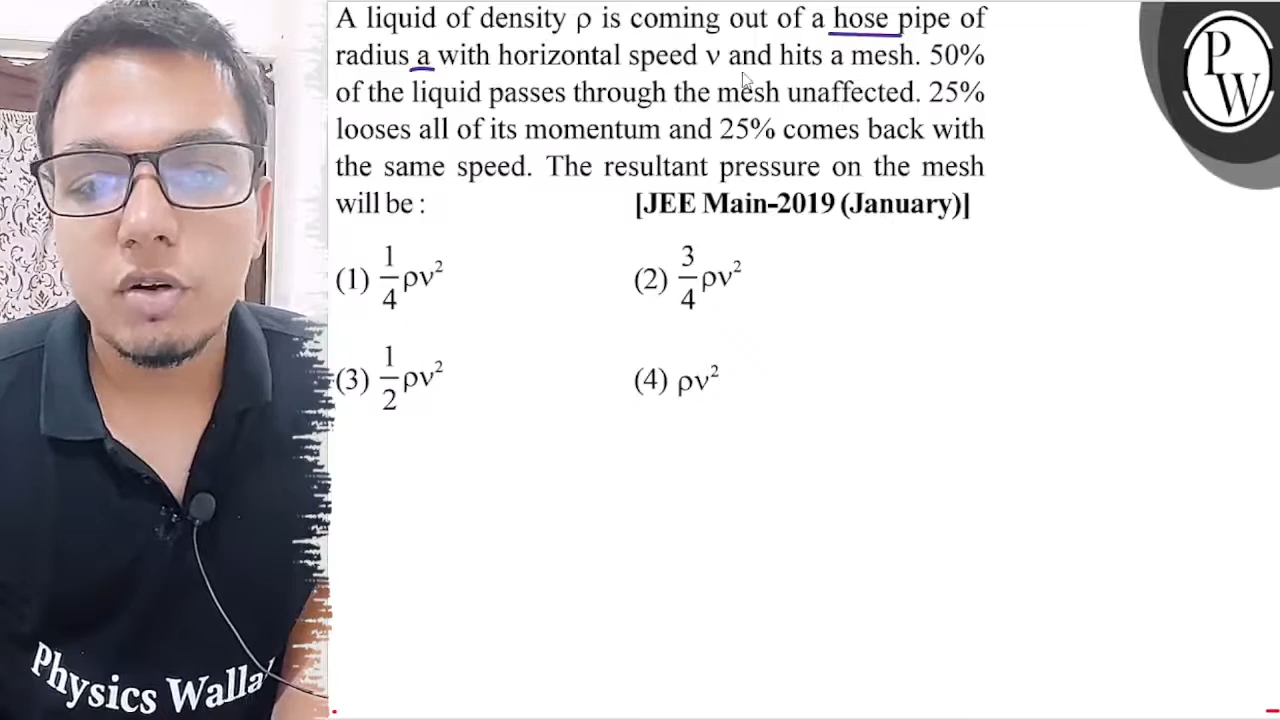 A liquid of density ρ is coming out of a hose pipe of
radius a with horizontal speed v and hits a mesh. 50%
of the liquid passes through the mesh unaffected. 25%
looses all of its momentum and 25% comes back with
the same speed. The resultant pressure on the mesh
will be : [JEE Main-2019 (January)]
(1) 1/4 ρv² (2) 3/4 ρv²
(3) 1/2 ρv² (4) ρv²
P
W
Physics Walla